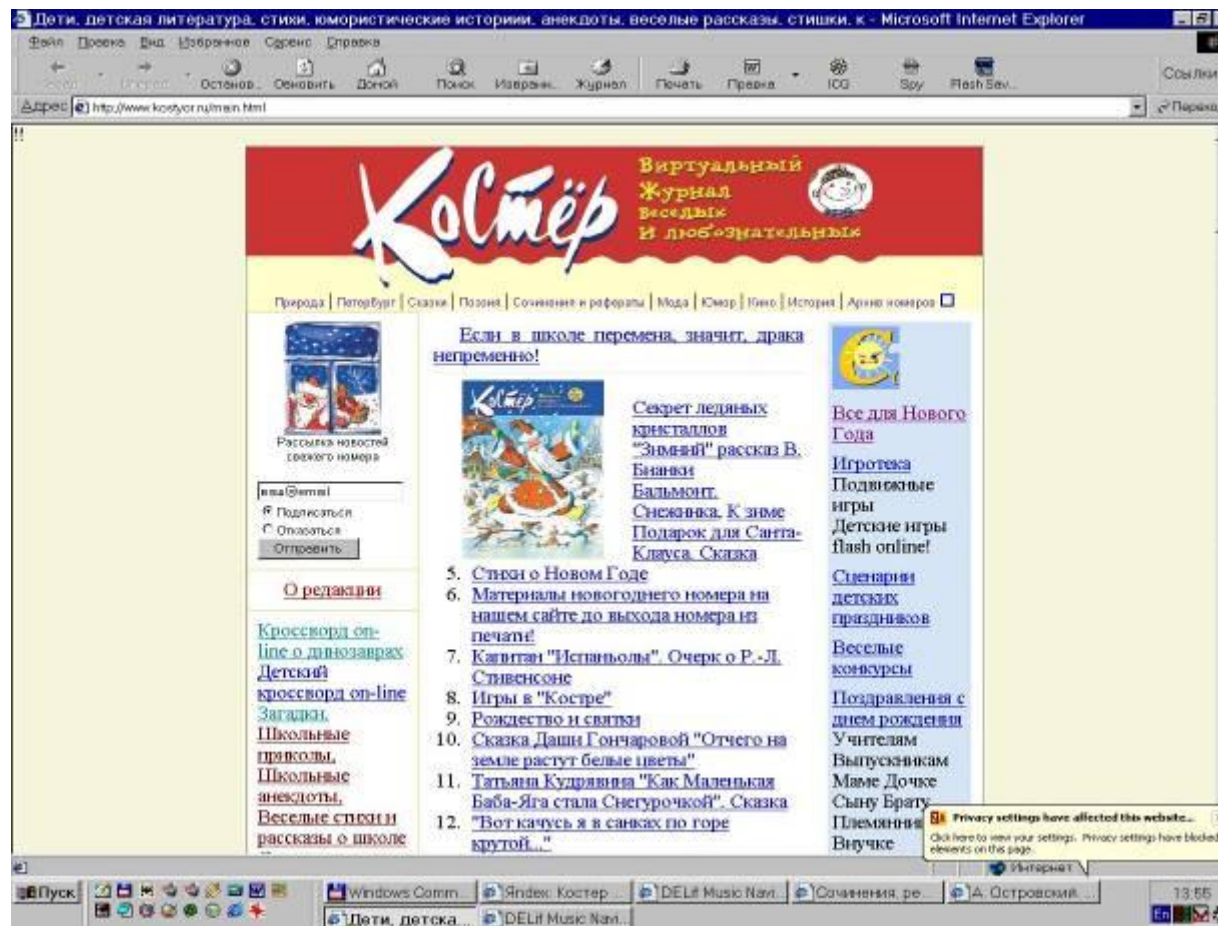 Дети, детская литература, стихи, юмористические историии, анекдоты, веселые рассказы, стишки, к - Microsoft Internet Explorer
Файл Правка Вид Избранное Сервис Справка
Останов... Обновить Домой Поиск Избранн... Журнал Печать Правка ICQ Spy Flash Sav...
Ссылки
Адрес http://www.kostyor.ru/main.html
!!
Костёр
Виртуальный
Журнал
Веселых
И любознательных
Природа | Петербург | Сказки | Поэзия | Сочинения и рефераты | Мода | Юмор | Кино | История | Архив номеров
Рассылка новостей
свежего номера
Подписаться
Отказаться
Отправить
О редакции
Кроссворд on-
line о динозаврах
Детский
кроссворд on-line
Загадки,
Школьные
приколы,
Школьные
анекдоты,
Веселые стихи и
рассказы о школе
Если в школе перемена, значит, драка
непременно!
Костёр
Секрет ледяных
кристаллов
"Зимний" рассказ В.
Бианки
Бальмонт.
Снежинка. К зиме
Подарок для Санта-
Клауса. Сказка
5. Стихи о Новом Годе
6. Материалы новогоднего номера на
нашем сайте до выхода номера из
печати!
7. Капитан "Испаньолы". Очерк о Р.-Л.
Стивенсоне
8. Игры в "Костре"
9. Рождество и святки
10. Сказка Даши Гончаровой "Отчего на
земле растут белые цветы"
11. Татьяна Кудрявина "Как Маленькая
Баба-Яга стала Снегурочкой". Сказка
12. "Вот качусь я в санках по горе
крутой..."
Все для Нового
Года
Игротека
Подвижные
игры
Детские игры
flash online!
Сценарии
детских
праздников
Веселые
конкурсы
Поздравления с
днем рождения
Учителям
Выпускникам
Маме Дочке
Сыну Брату
Внучке
Privacy settings have affected this website...
Click here to view your settings. Privacy settings have blocked
elements on this page.
Интернет
Пуск
Windows Comm...
Яndex: Костер ...
DELit Music Navi...
Сочинения, ре...
А. Островский. ...
13:55
Дети, детска...
DELit Music Navi...
En